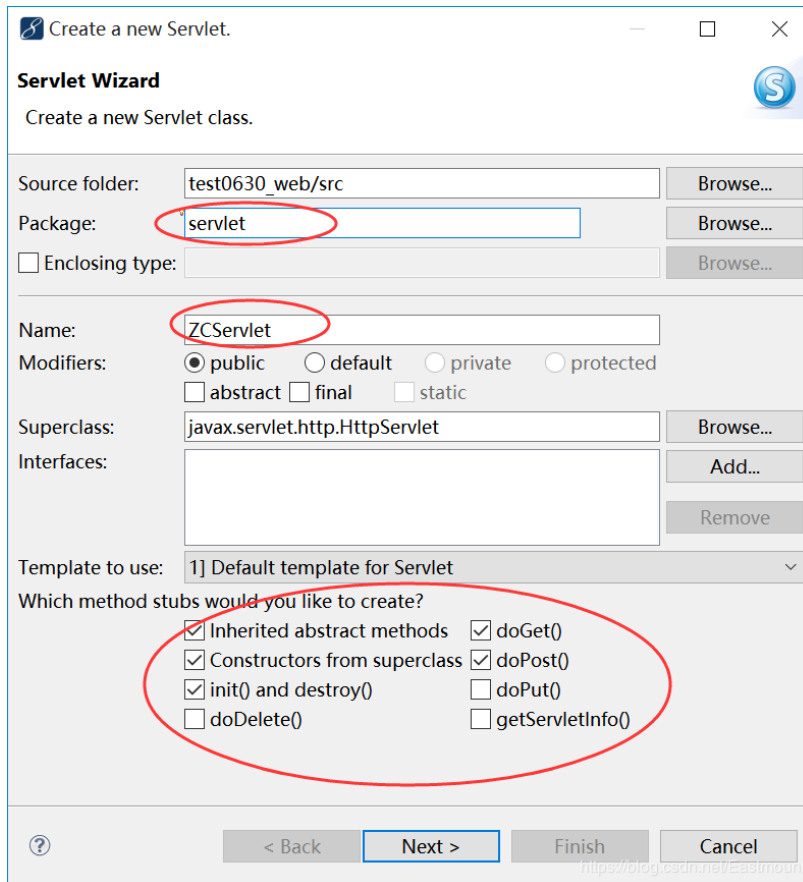 Create a new Servlet.
Servlet Wizard
Create a new Servlet class.
Source folder: test0630_web/src Browse...
Package: servlet Browse...
Enclosing type: Browse...
Name: ZCServlet
Modifiers: public default private protected
abstract final static
Superclass: javax.servlet.http.HttpServlet Browse...
Interfaces: Add...
Remove
Template to use: 1] Default template for Servlet
Which method stubs would you like to create?
Inherited abstract methods doGet()
Constructors from superclass doPost()
init() and destroy() doPut()
doDelete() getServletInfo()
< Back Next > Finish Cancel
https://blog.csdn.net/Eastmoun